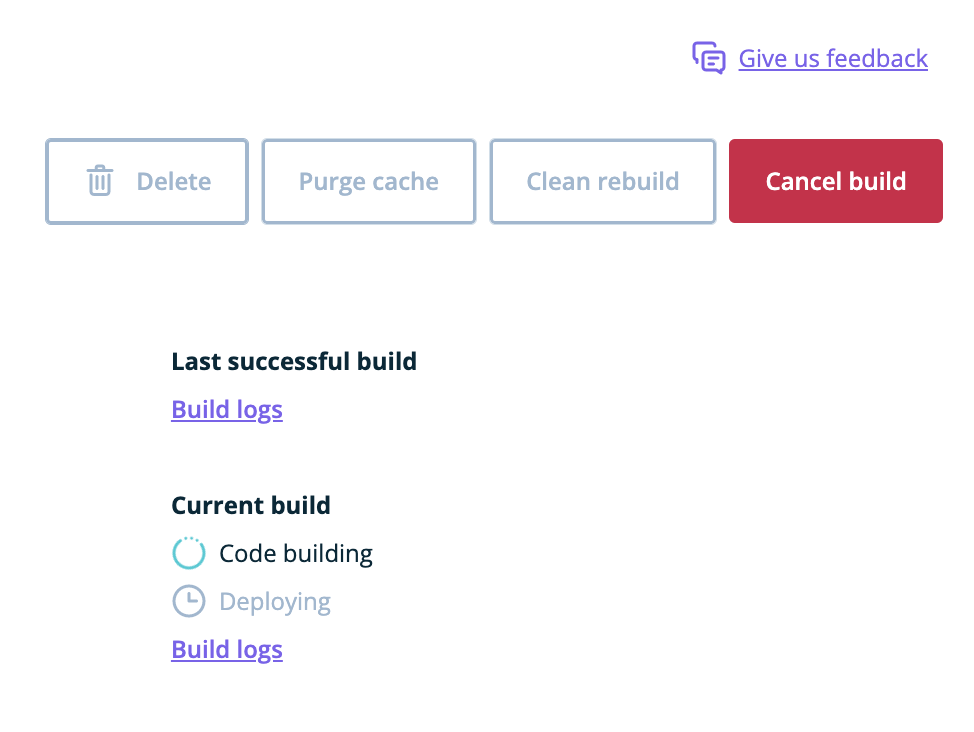 Give us feedback
Delete Purge cache Clean rebuild Cancel build
Last successful build
Build logs
Current build
Code building
Deploying
Build logs